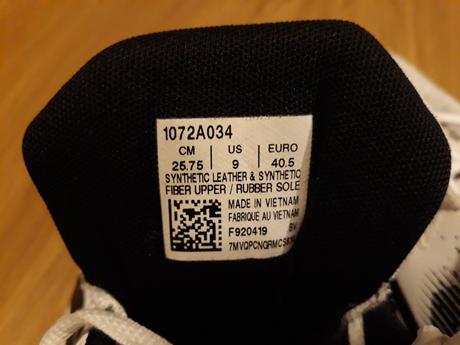 1072A034
CM US EURO
25.75 9 40.5
SYNTHETIC LEATHER & SYNTHETIC
FIBER UPPER / RUBBER SOLE
MADE IN VIETNAM
FABRIQUE AU VIETNAM
F920419 BV